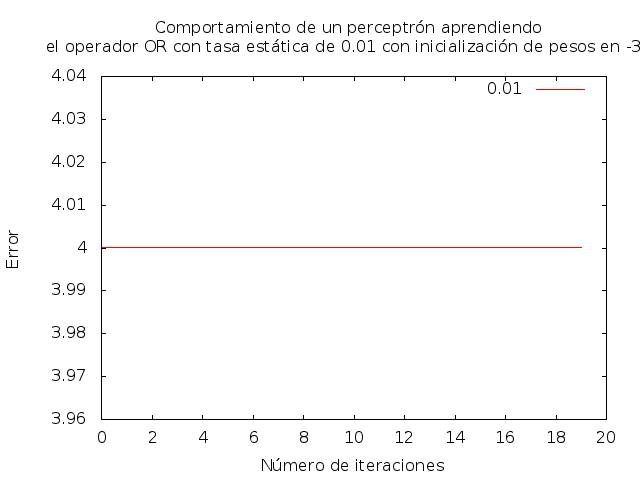 Comportamiento de un perceptrón aprendiendo
el operador OR con tasa estática de 0.01 con inicialización de pesos en -3
0.01
4.04
4.03
4.02
4.01
4
3.99
3.98
3.97
3.96
Error
0 2 4 6 8 10 12 14 16 18 20
Número de iteraciones